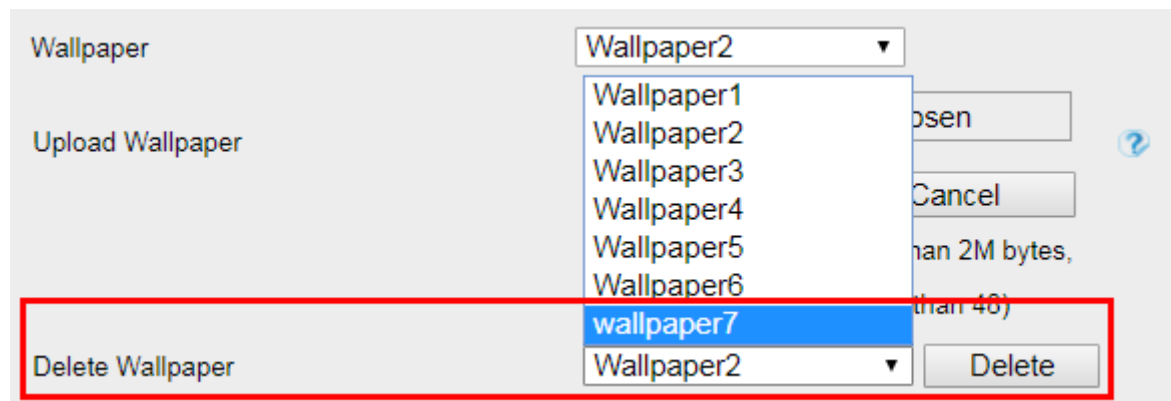 Wallpaper Wallpaper2
Wallpaper1
osen
Wallpaper2
Upload Wallpaper
Wallpaper3
Cancel
Wallpaper4
Wallpaper5
han 2M bytes,
Wallpaper6
than 48)
wallpaper7
Delete Wallpaper Wallpaper2 Delete